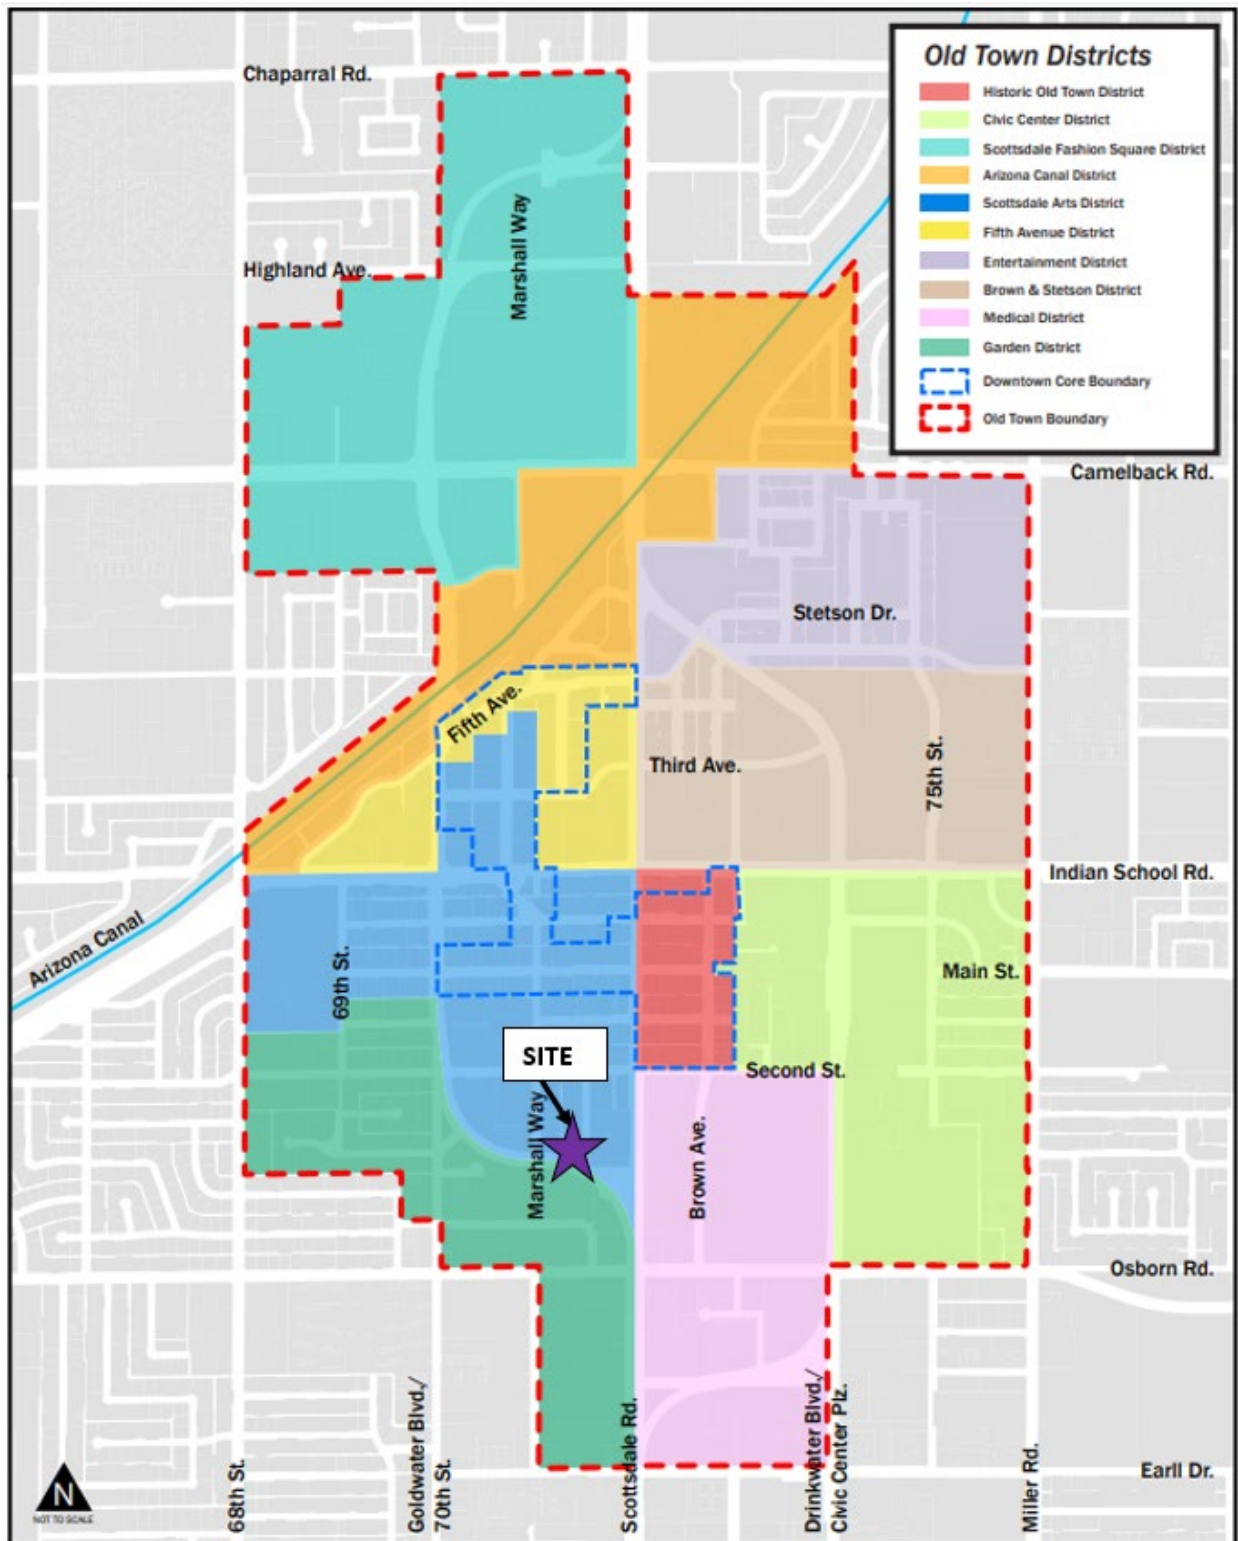 Old Town Districts
Historic Old Town District
Civic Center District
Scottsdale Fashion Square District
Arizona Canal District
Scottsdale Arts District
Fifth Avenue District
Entertainment District
Brown & Stetson District
Medical District
Garden District
Downtown Core Boundary
Old Town Boundary
Chaparral Rd.
Marshall Way
Highland Ave.
Camelback Rd.
Stetson Dr.
Fifth Ave.
Third Ave.
75th St.
Indian School Rd.
Arizona Canal
69th St.
Main St.
SITE
Second St.
Marshall Way
Brown Ave.
Osborn Rd.
68th St.
Goldwater Blvd./
70th St.
Scottsdale Rd.
Drinkwater Blvd./
Civic Center Plz.
Miller Rd.
Earll Dr.
N
NOT TO SCALE